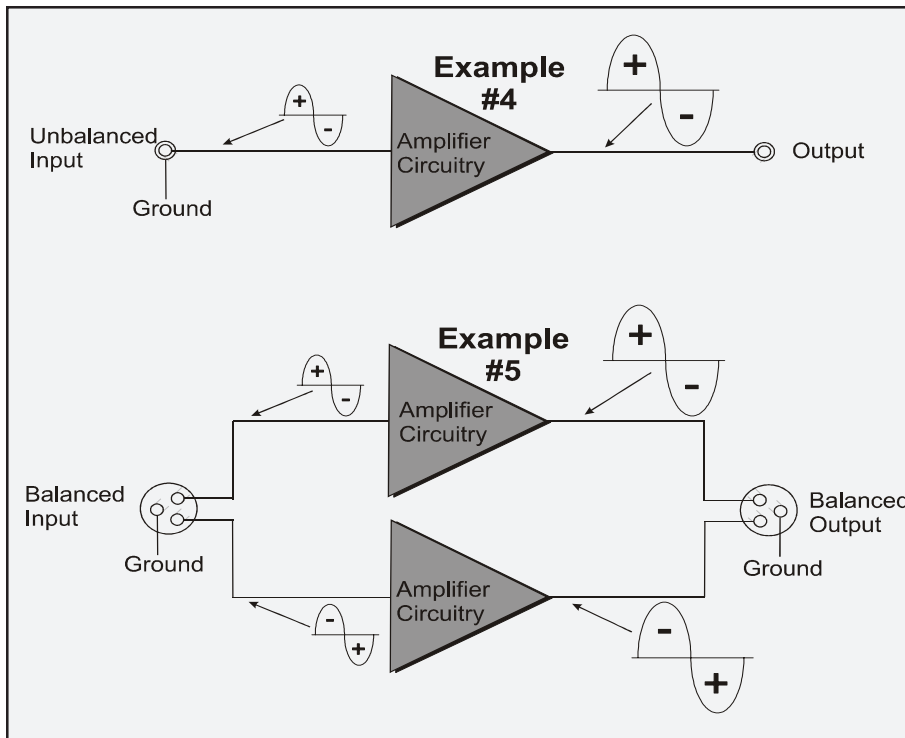 Example
#4
+
-
+
-
Unbalanced
Input
Amplifier
Circuitry
Output
Ground
Example
#5
+
-
+
-
Amplifier
Circuitry
Balanced
Input
Balanced
Output
Ground
Ground
Amplifier
Circuitry
-
+
-
+